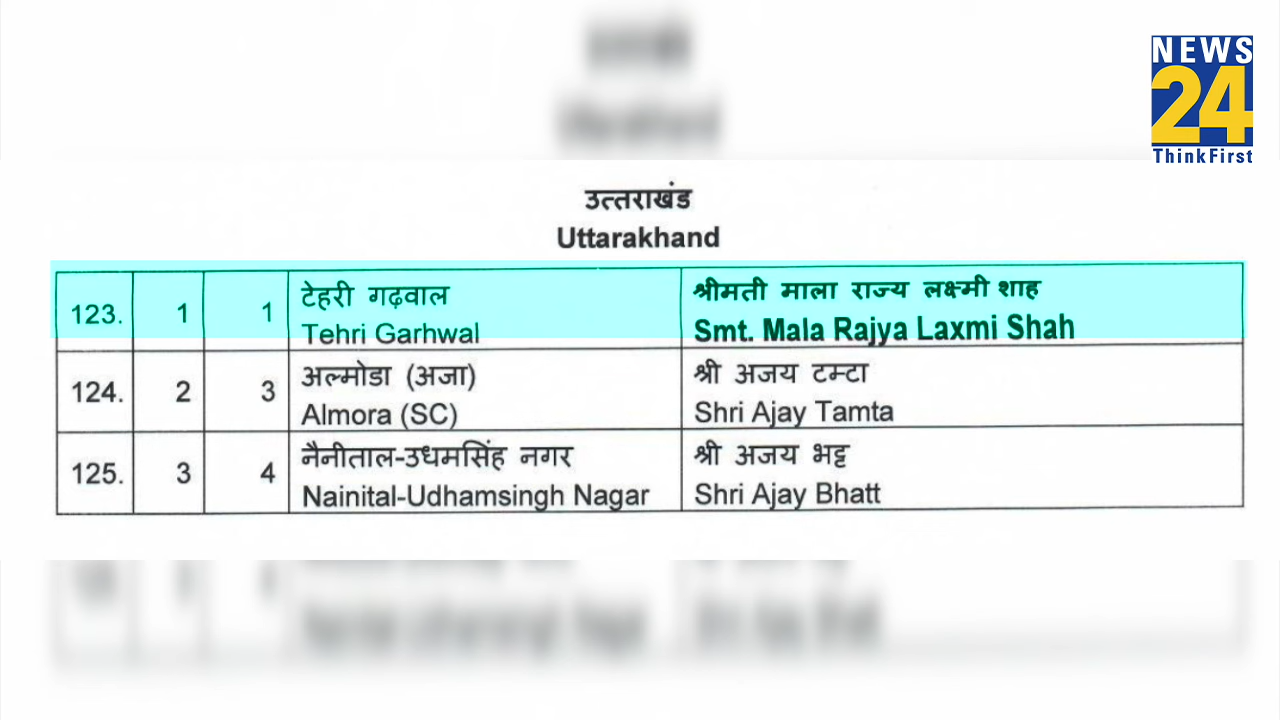 NEWS
24
ThinkFirst
उत्तराखंड
Uttarakhand
123. 1 1 टेहरी गढ़वाल श्रीमती माला राज्य लक्ष्मी शाह
Tehri Garhwal Smt. Mala Rajya Laxmi Shah
124. 2 3 अल्मोडा (अजा) श्री अजय टम्टा
Almora (SC) Shri Ajay Tamta
125. 3 4 नैनीताल-उधमसिंह नगर श्री अजय भट्ट
Nainital-Udhamsingh Nagar Shri Ajay Bhatt